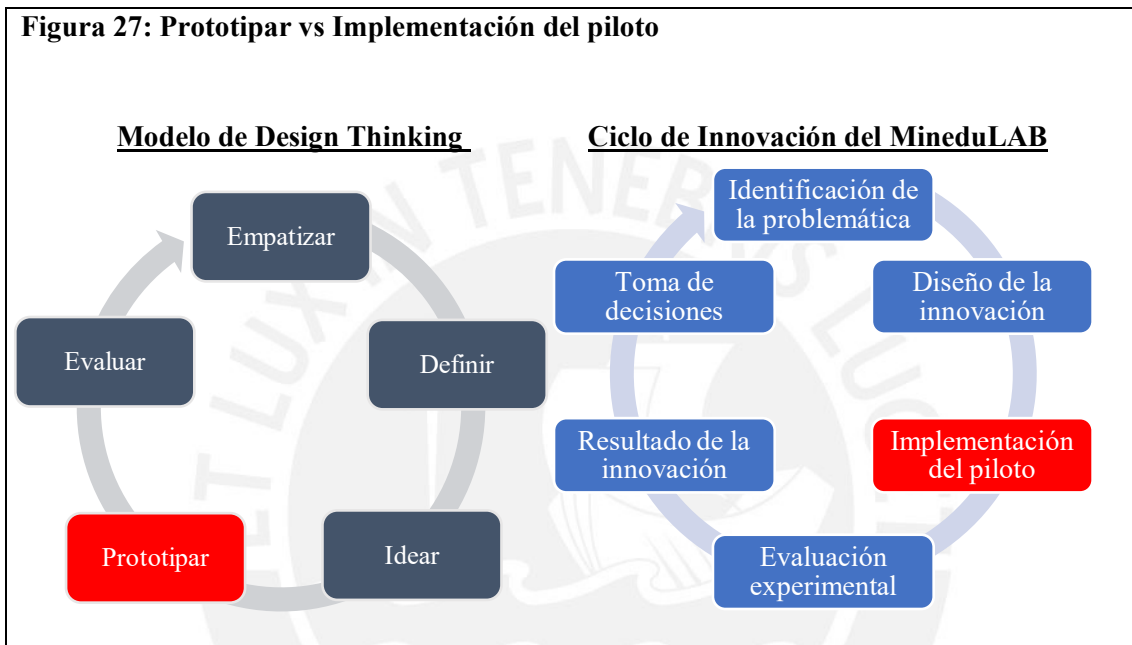 Figura 27: Prototipar vs Implementación del piloto
Modelo de Design Thinking
Empatizar
Definir
Idear
Prototipar
Evaluar
Ciclo de Innovación del MineduLAB
Identificación de
la problemática
Diseño de la
innovación
Implementación
del piloto
Evaluación
experimental
Resultado de la
innovación
Toma de
decisiones